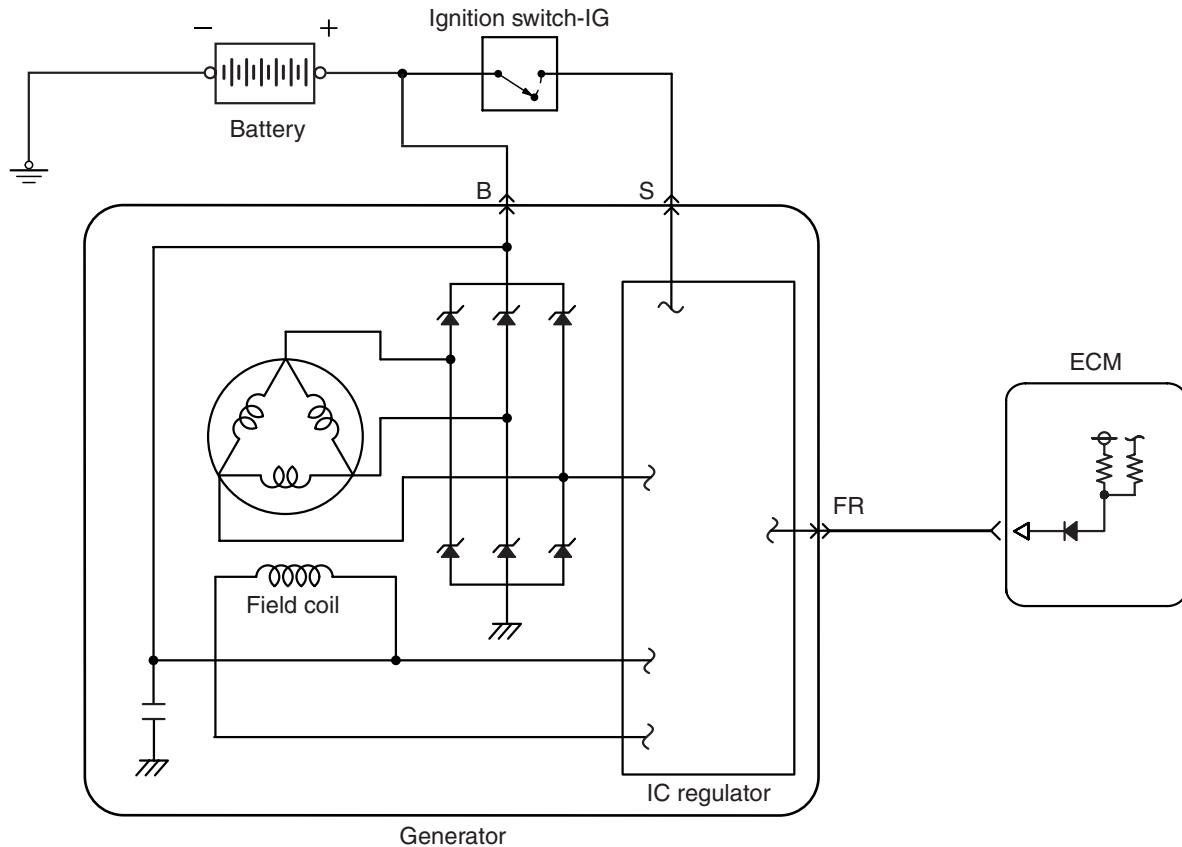 Ignition switch-IG
− +
Battery
B S
ECM
FR
Field coil
IC regulator
Generator